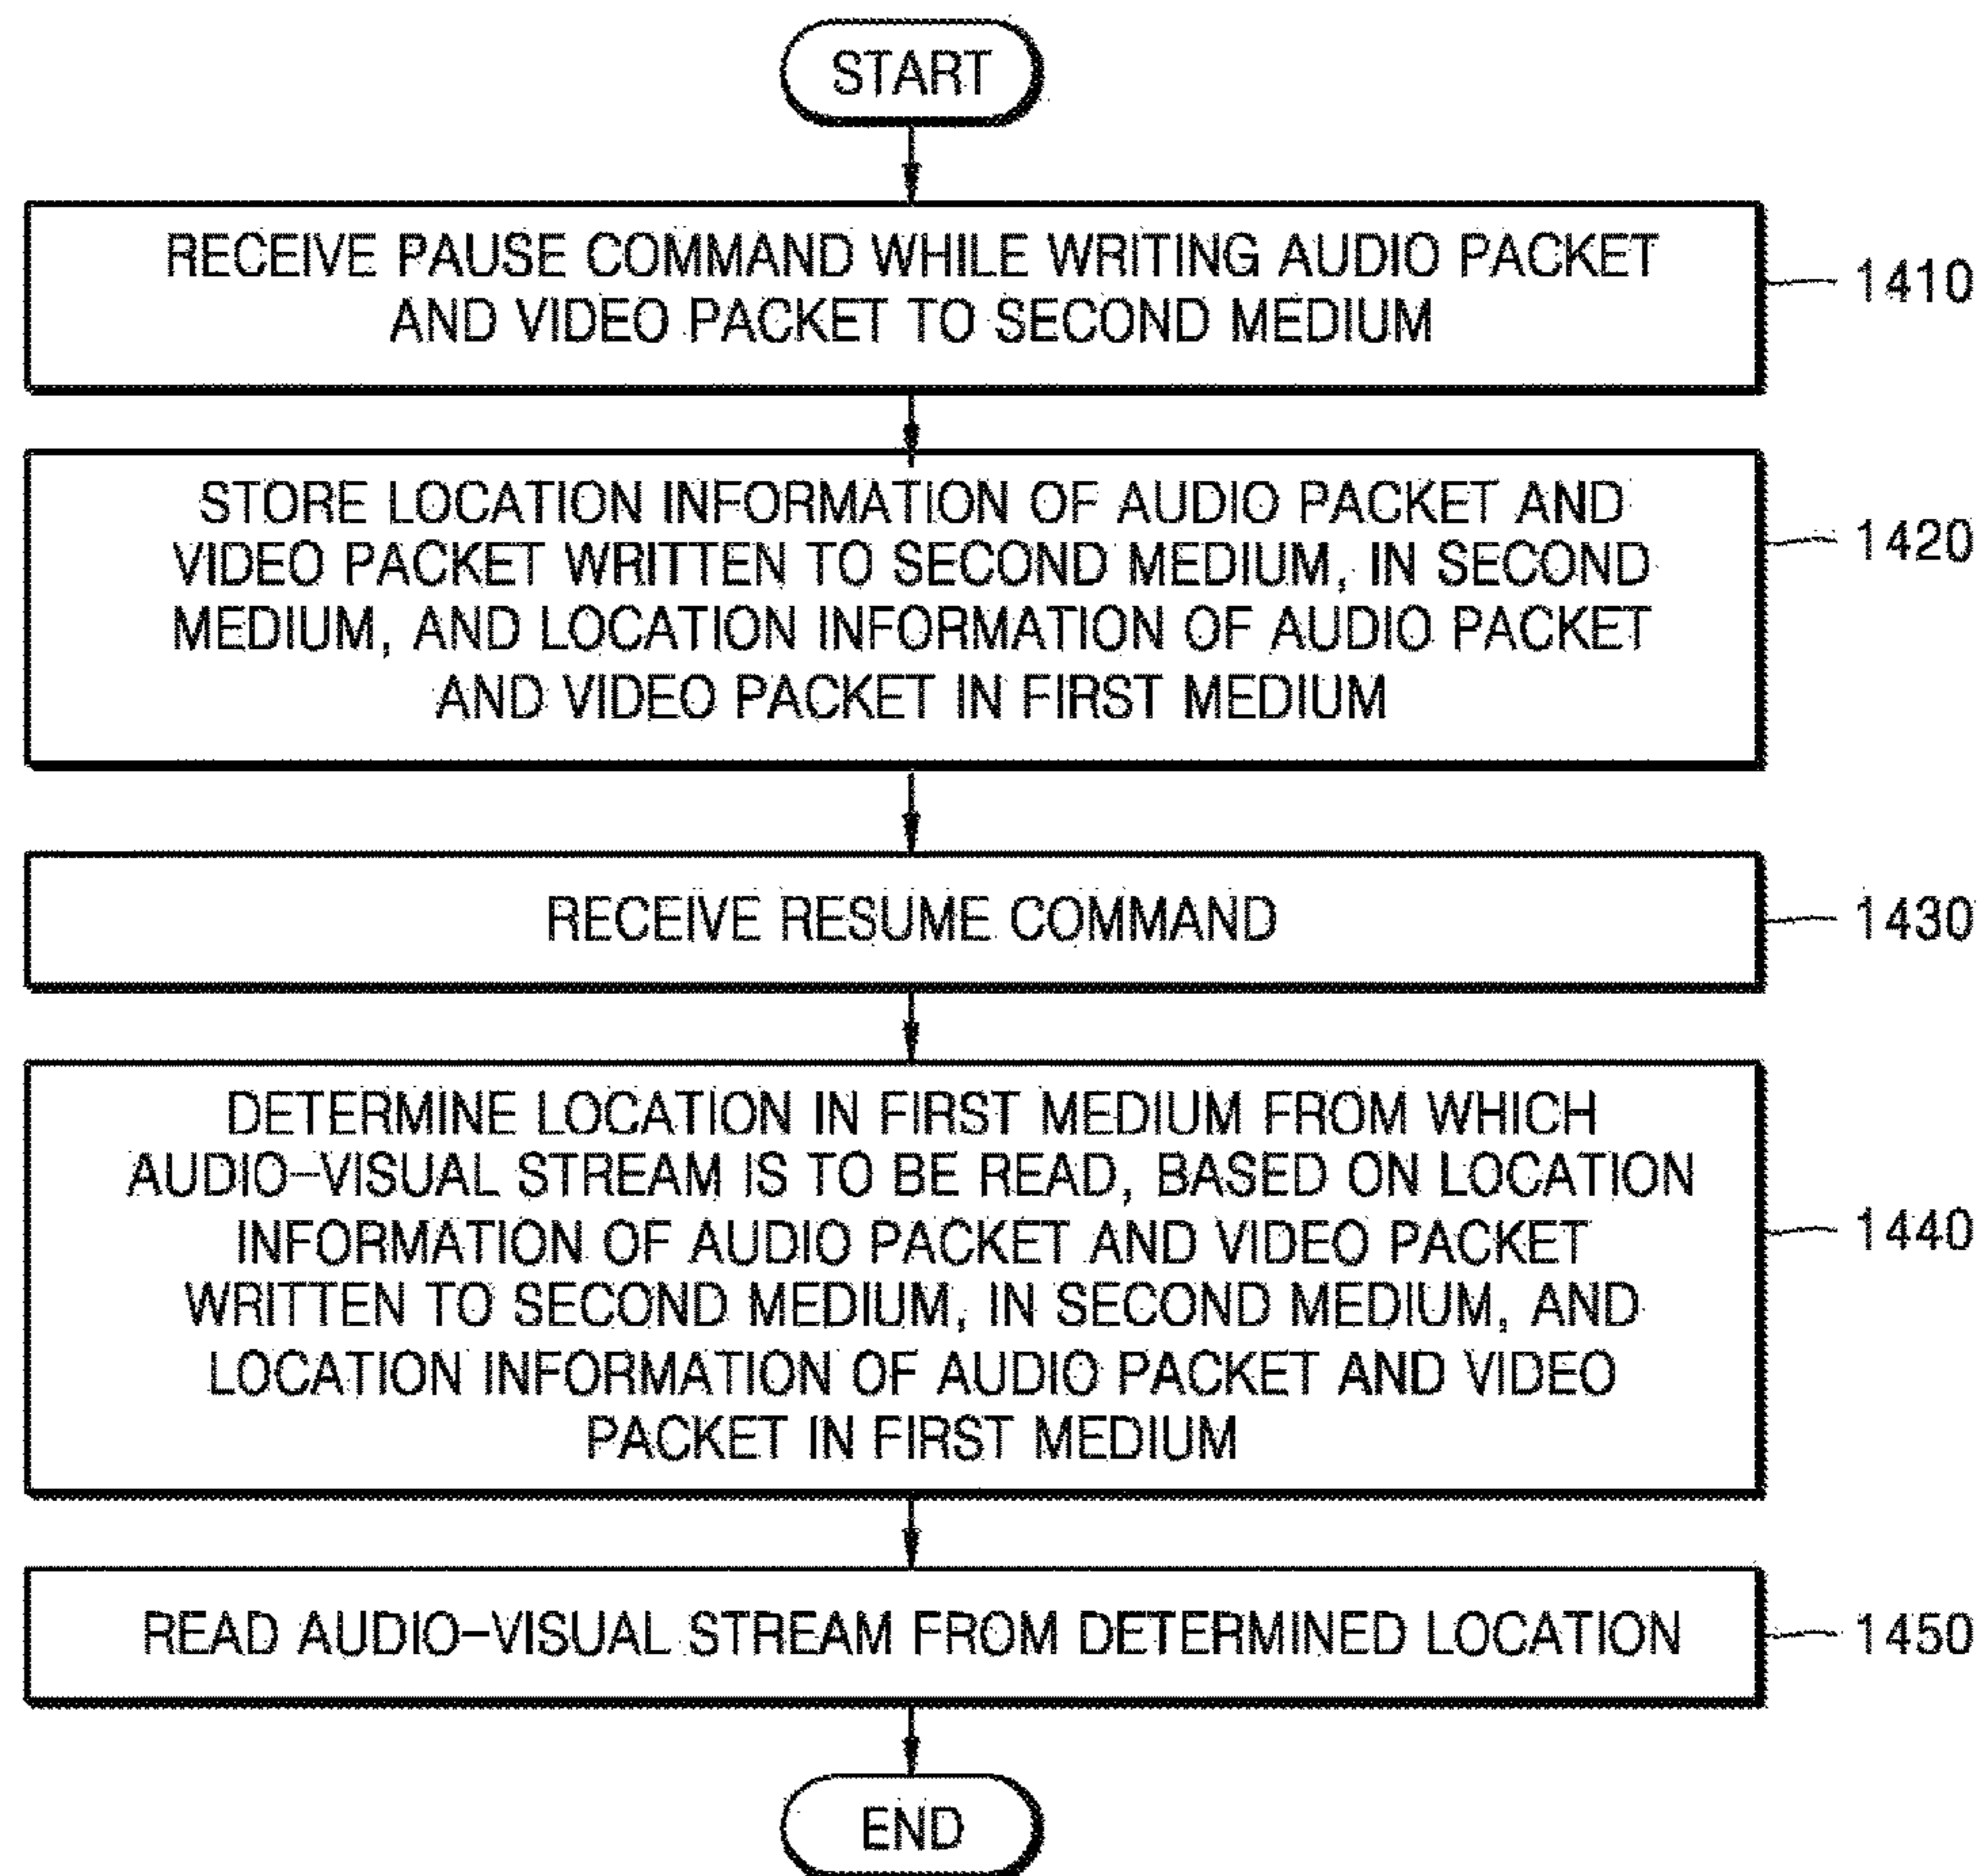 START
RECEIVE PAUSE COMMAND WHILE WRITING AUDIO PACKET
AND VIDEO PACKET TO SECOND MEDIUM
1410
STORE LOCATION INFORMATION OF AUDIO PACKET AND
VIDEO PACKET WRITTEN TO SECOND MEDIUM, IN SECOND
MEDIUM, AND LOCATION INFORMATION OF AUDIO PACKET
AND VIDEO PACKET IN FIRST MEDIUM
1420
RECEIVE RESUME COMMAND
1430
DETERMINE LOCATION IN FIRST MEDIUM FROM WHICH
AUDIO-VISUAL STREAM IS TO BE READ, BASED ON LOCATION
INFORMATION OF AUDIO PACKET AND VIDEO PACKET
WRITTEN TO SECOND MEDIUM, IN SECOND MEDIUM, AND
LOCATION INFORMATION OF AUDIO PACKET AND VIDEO
PACKET IN FIRST MEDIUM
1440
READ AUDIO-VISUAL STREAM FROM DETERMINED LOCATION
1450
END